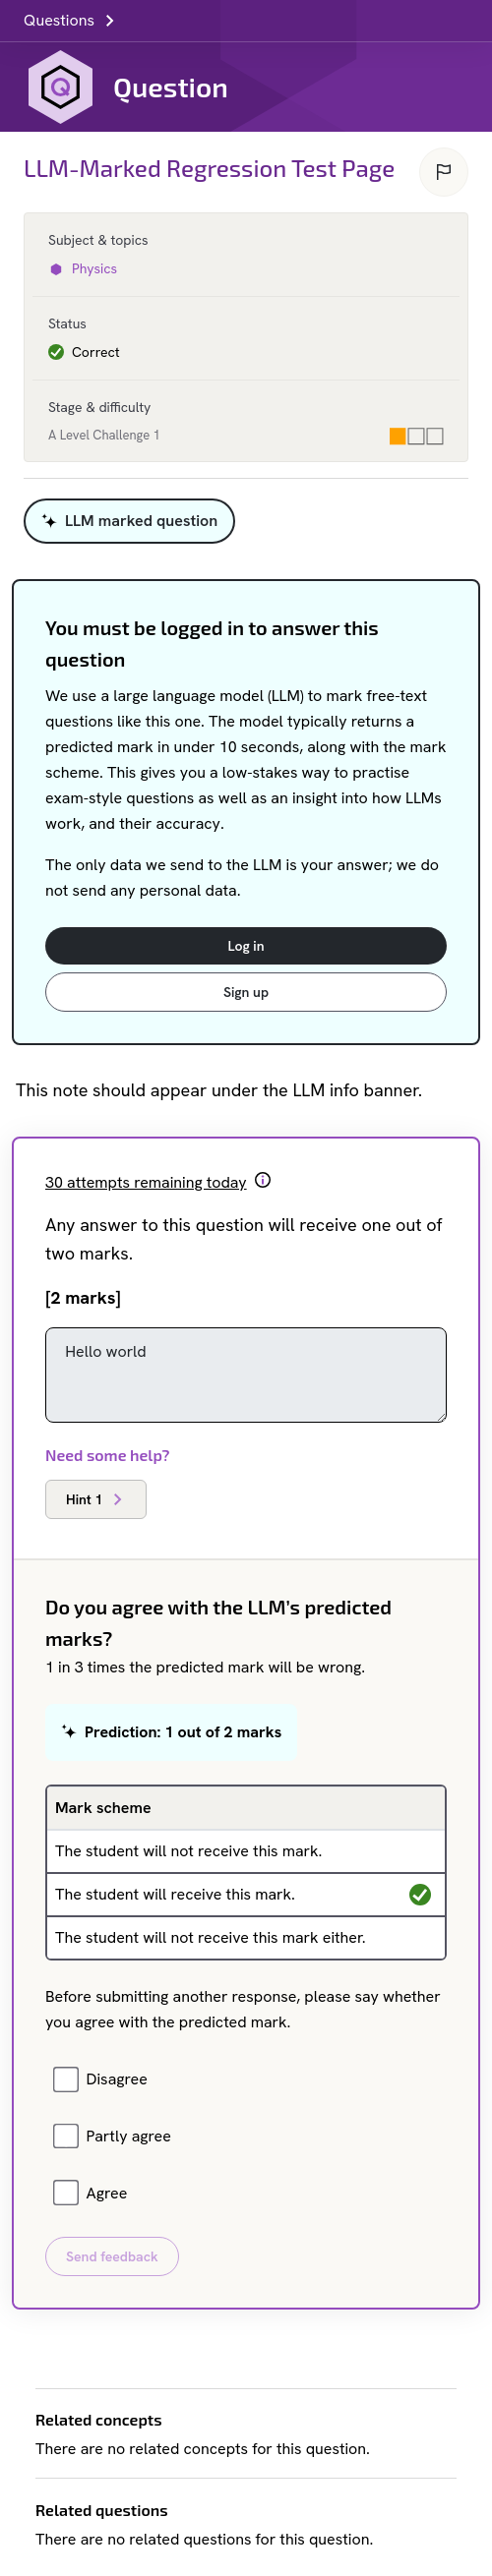 Questions
Question
LLM-Marked Regression Test Page
Subject & topics
Physics
Status
Correct
Stage & difficulty
A Level Challenge 1
LLM marked question
You must be logged in to answer this
question
We use a large language model (LLM) to mark free-text
questions like this one. The model typically returns a
predicted mark in under 10 seconds, along with the mark
scheme. This gives you a low-stakes way to practise
exam-style questions as well as an insight into how LLMs
work, and their accuracy.
The only data we send to the LLM is your answer; we do
not send any personal data.
Log in
Sign up
This note should appear under the LLM info banner.
30 attempts remaining today
Any answer to this question will receive one out of
two marks.
[2 marks]
Hello world
Need some help?
Hint 1
Do you agree with the LLM’s predicted
marks?
1 in 3 times the predicted mark will be wrong.
Prediction: 1 out of 2 marks
Mark scheme
The student will not receive this mark.
The student will receive this mark.
The student will not receive this mark either.
Before submitting another response, please say whether
you agree with the predicted mark.
Disagree
Partly agree
Agree
Send feedback
Related concepts
There are no related concepts for this question.
Related questions
There are no related questions for this question.